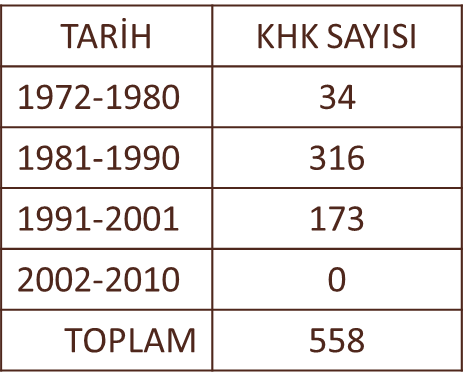 TARİH KHK SAYISI
1972-1980 34
1981-1990 316
1991-2001 173
2002-2010 0
TOPLAM 558